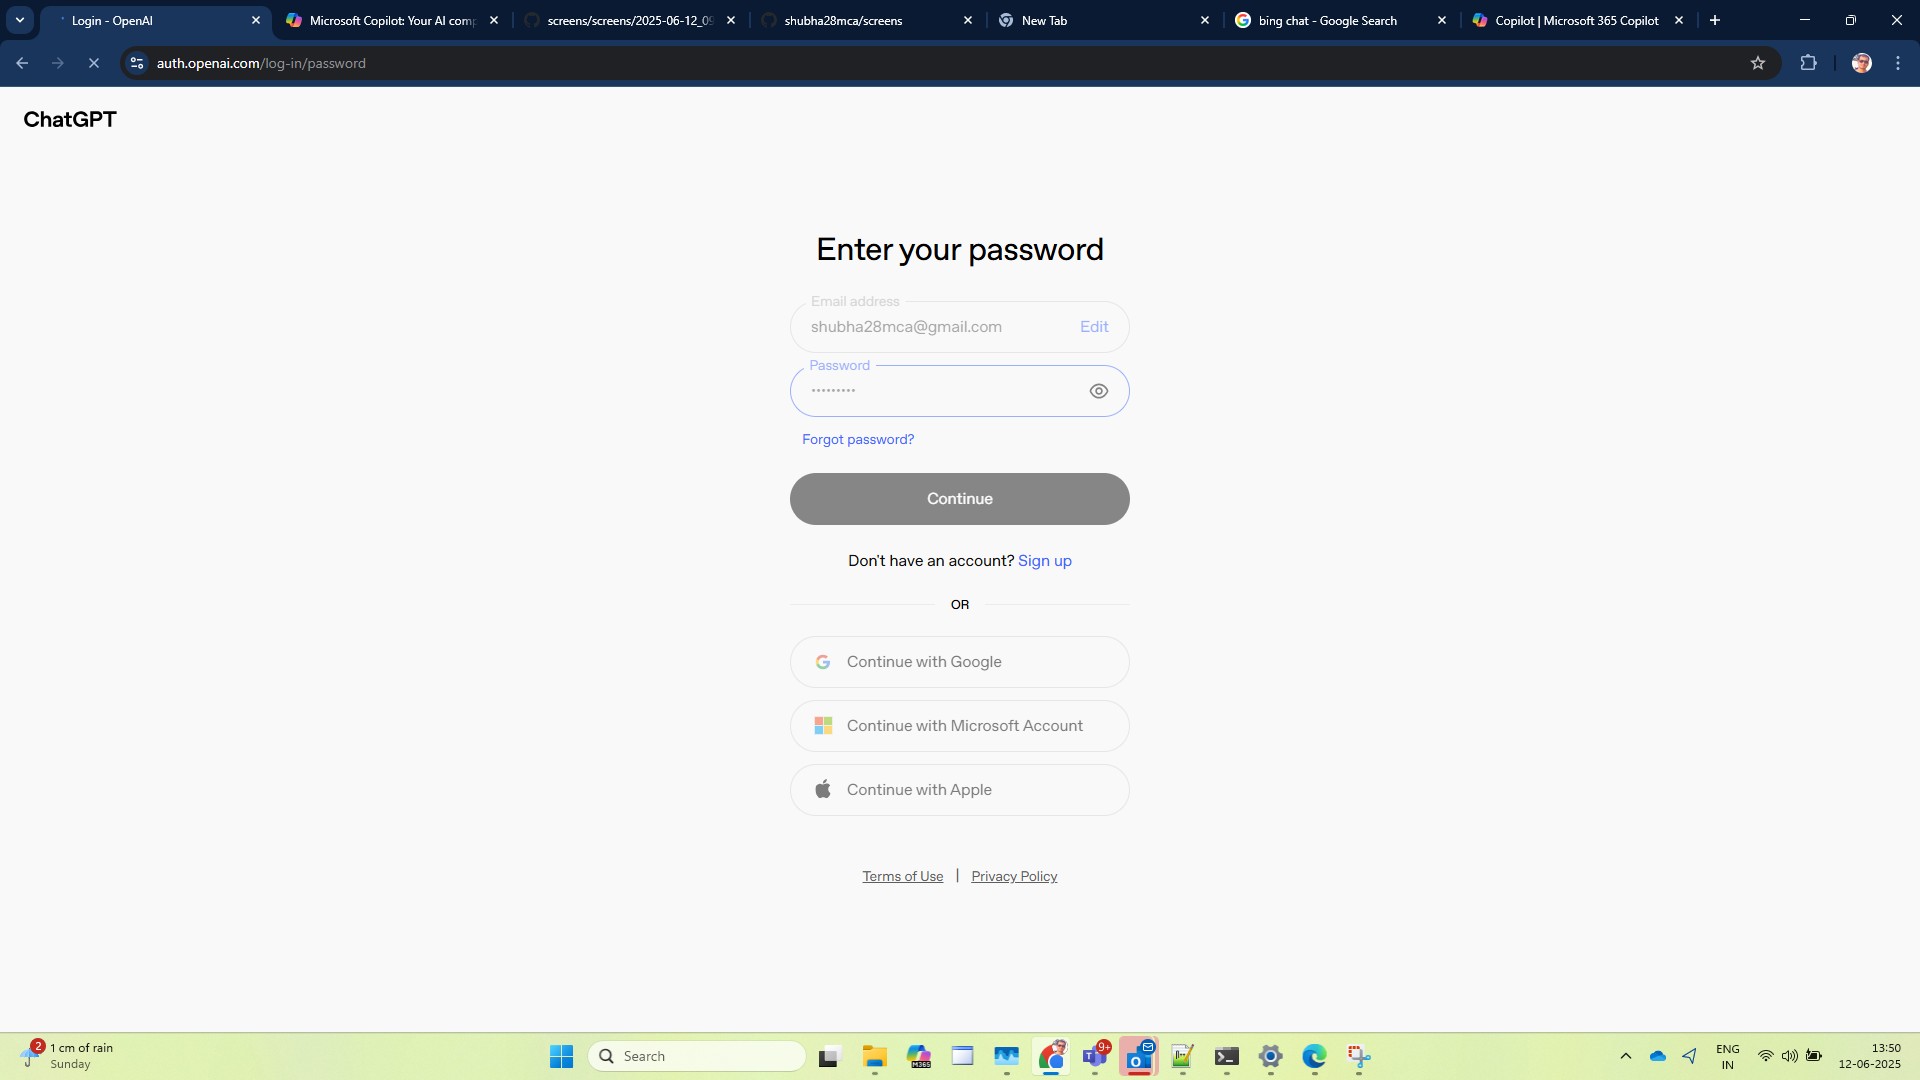 Login - OpenAI
Microsoft Copilot: Your AI comp
screens/screens/2025-06-12_09
shubha28mca/screens
New Tab
bing chat - Google Search
Copilot | Microsoft 365 Copilot
auth.openai.com/log-in/password
ChatGPT
Enter your password
Email address
shubha28mca@gmail.com Edit
Password
•••••••••
Forgot password?
Continue
Don't have an account? Sign up
OR
Continue with Google
Continue with Microsoft Account
Continue with Apple
Terms of Use | Privacy Policy
2
1 cm of rain
Sunday
Search
M365
9+
ENG
IN
13:50
12-06-2025